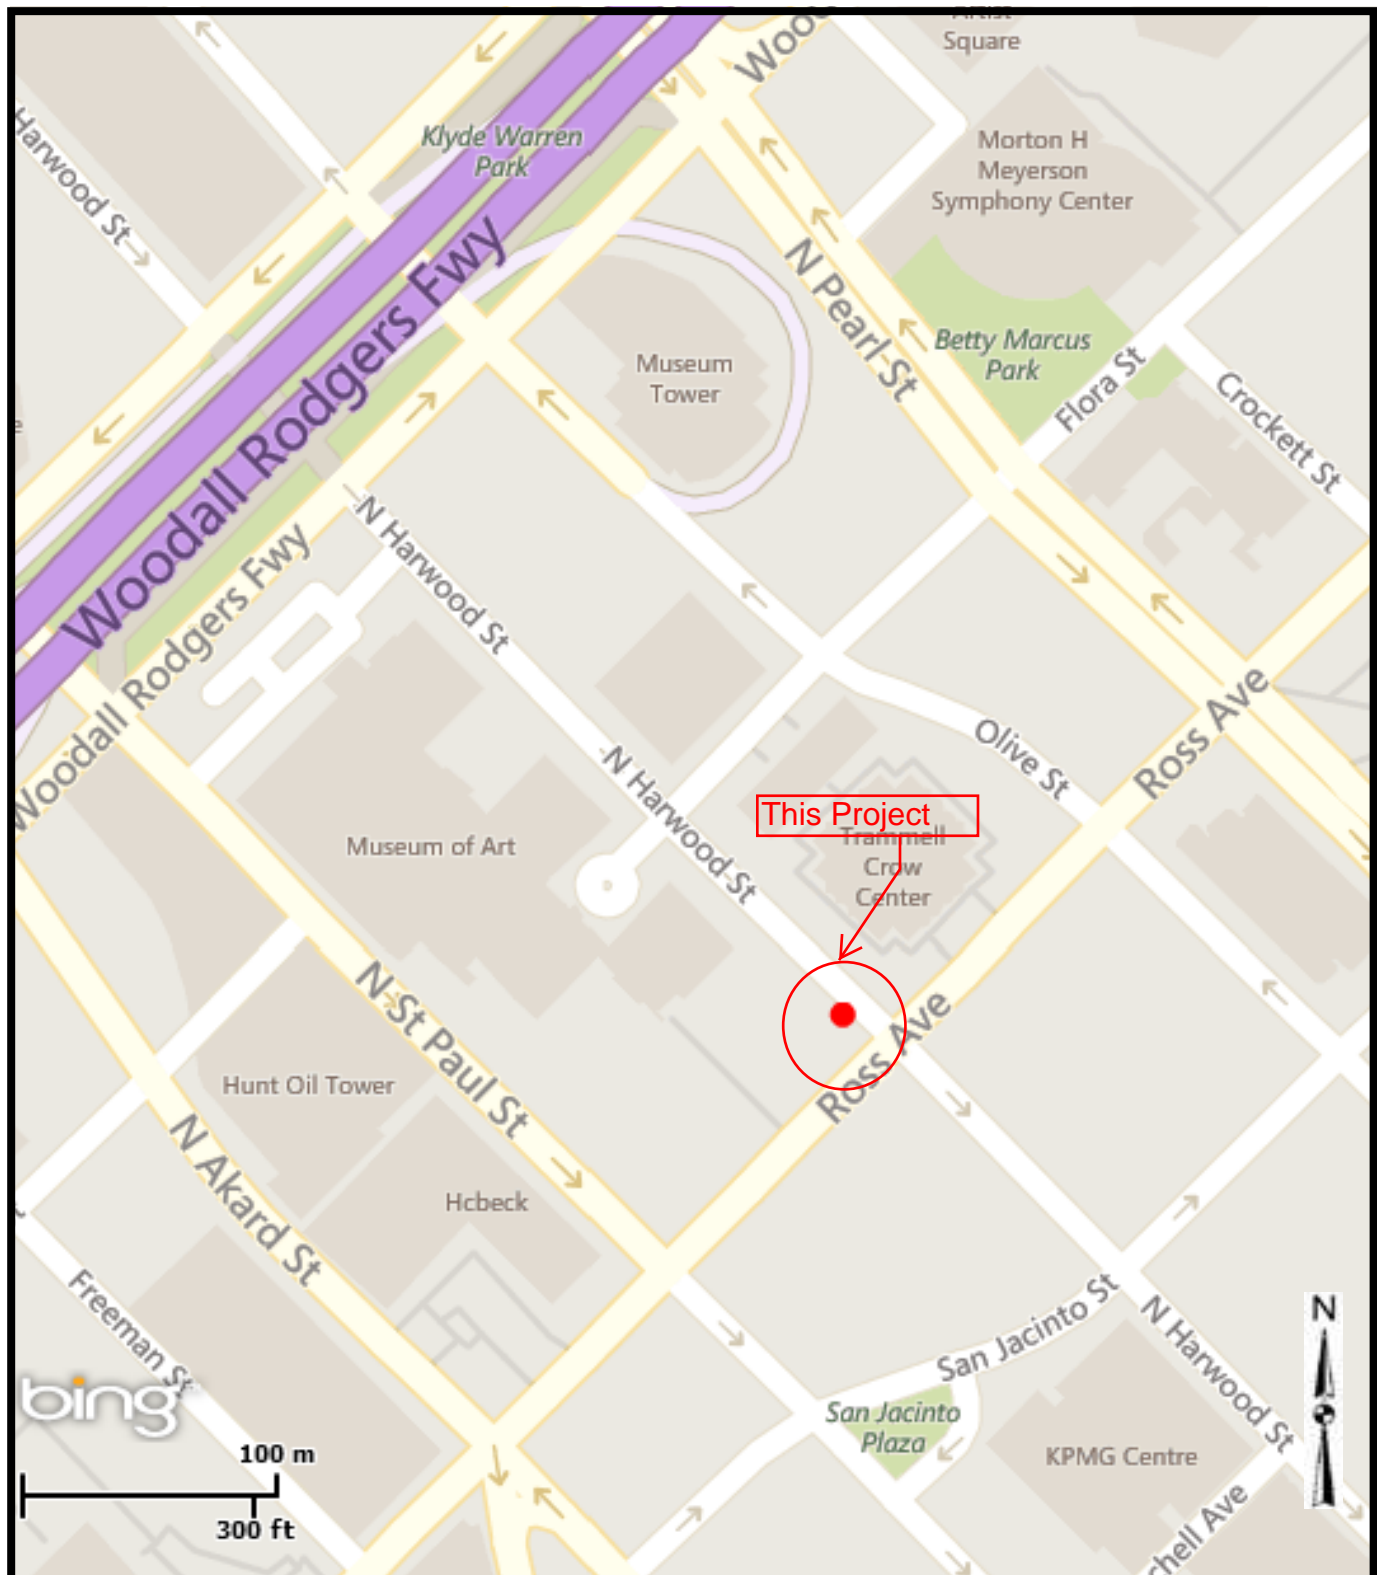 Artist
Square
Klyde Warren
Park
Morton H
Meyerson
Symphony Center
Harwood St
Woodall Rodgers Fwy
N Pearl St
Museum
Tower
Betty Marcus
Park
Flora St
Crockett St
N Harwood St
Woodall Rodgers Fwy
Ross Ave
Olive St
N Harwood St
This Project
Trammell
Crow
Center
Museum of Art
N St Paul St
Ross Ave
Hunt Oil Tower
N Akard St
Hcbeck
Freeman St
San Jacinto St
N Harwood St
N
bing
San Jacinto
Plaza
KPMG Centre
100 m
300 ft